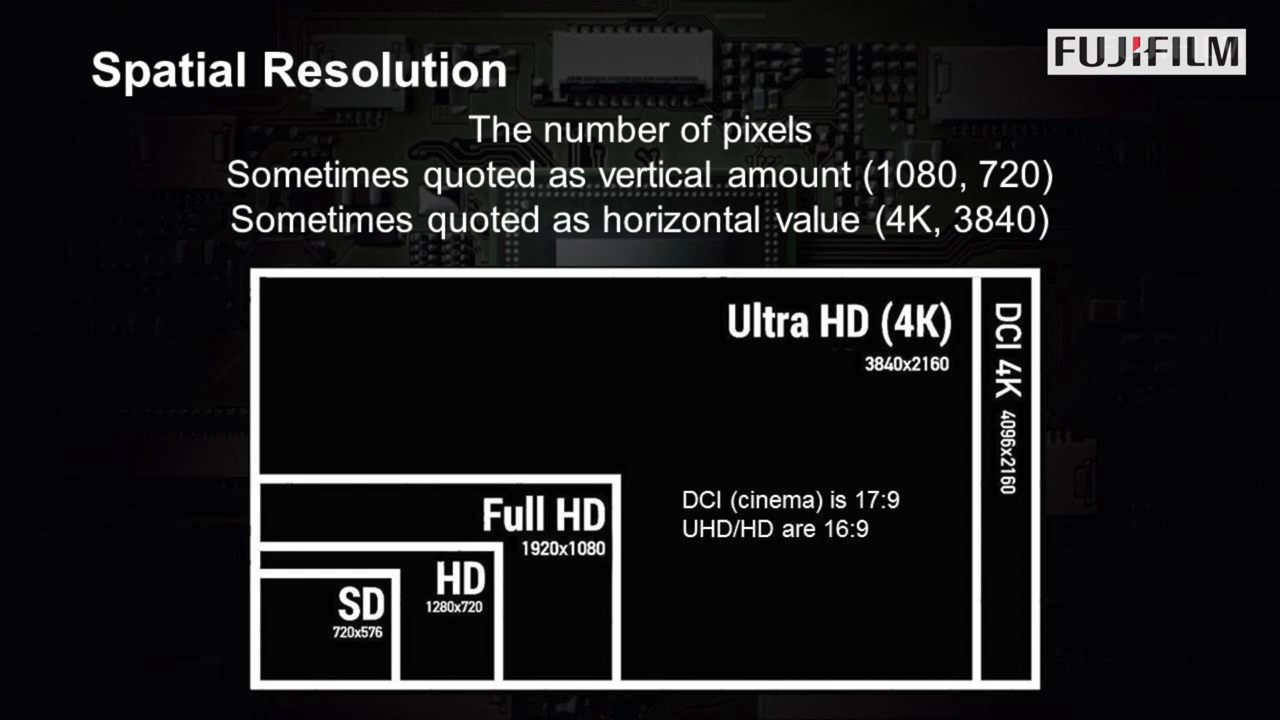 Spatial Resolution
FUJIFILM
The number of pixels
Sometimes quoted as vertical amount (1080, 720)
Sometimes quoted as horizontal value (4K, 3840)
Ultra HD (4K)
3840x2160
DCI 4K 4096x2160
DCI (cinema) is 17:9
UHD/HD are 16:9
Full HD
1920x1080
HD
1280x720
SD
720x576